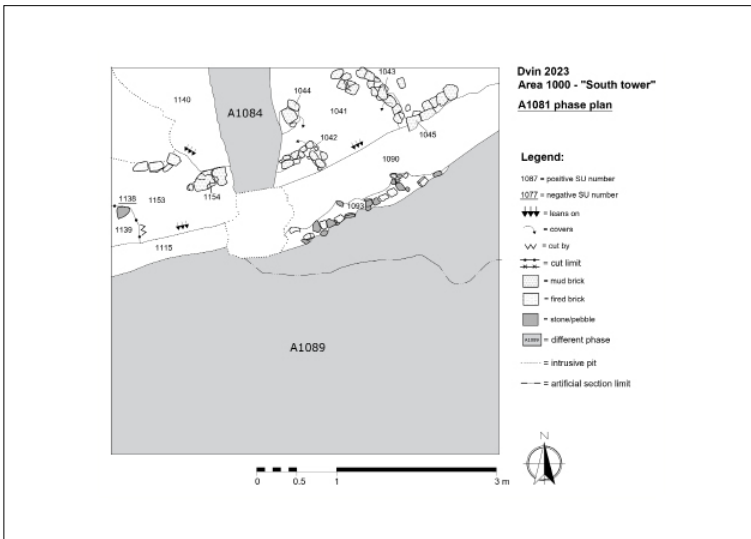 Dvin 2023
Area 1000 - "South tower"
A1081 phase plan
Legend:
1067 = positive SU number
1077 = negative SU number
= leans on
= covers
= cut by
= cut limit
= mud brick
= fired brick
= stone/pebble
A1084 = different phase
= intrusive pit
= artificial section limit
1140
A1084
1044
1043
1041
1042
1045
1090
1138
1153
1154
1093
1139
1115
A1089
N
0
0.5
1
3 m